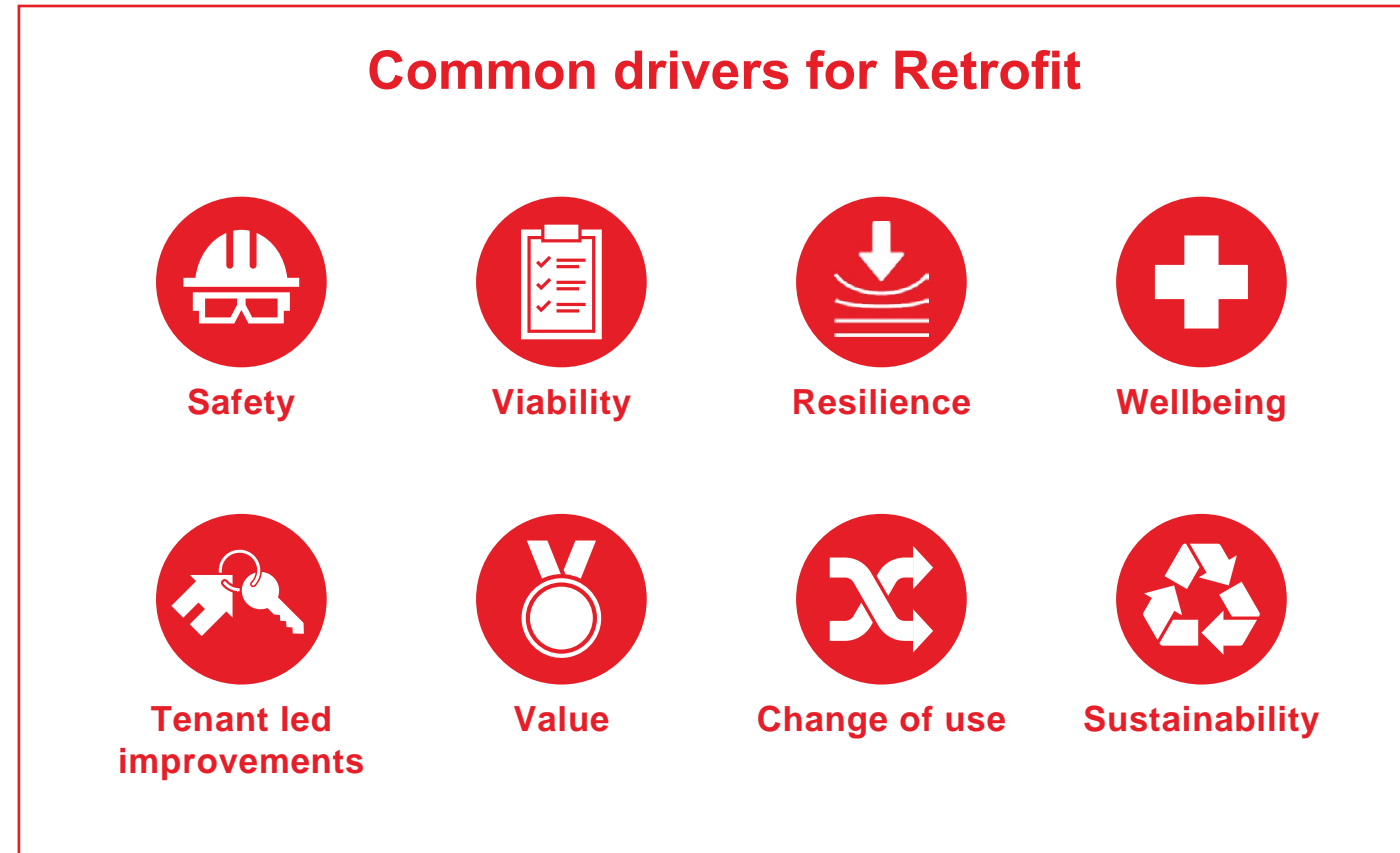 Common drivers for Retrofit
Safety
Viability
Resilience
Wellbeing
Tenant led
improvements
Value
Change of use
Sustainability